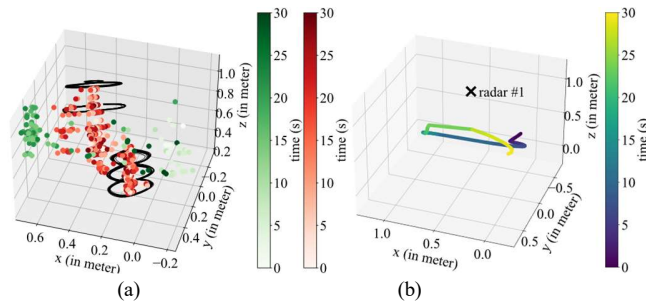 30 30
25 25
20 20
15 15
10 10
5 5
0 0
time (s) time (s)
1.0
0.8
0.6
0.4
0.2
z (in meter)
-0.2
0.0
0.2
0.4
y (in meter)
0.6 0.4 0.2 0.0 −0.2
x (in meter)
(a)
radar #1
1.0
0.5
0.0
z (in meter)
−0.5
0.0
0.5
y (in meter)
1.0 0.5 0.0
x (in meter)
30
25
20
15
10
5
0
time (s)
(b)